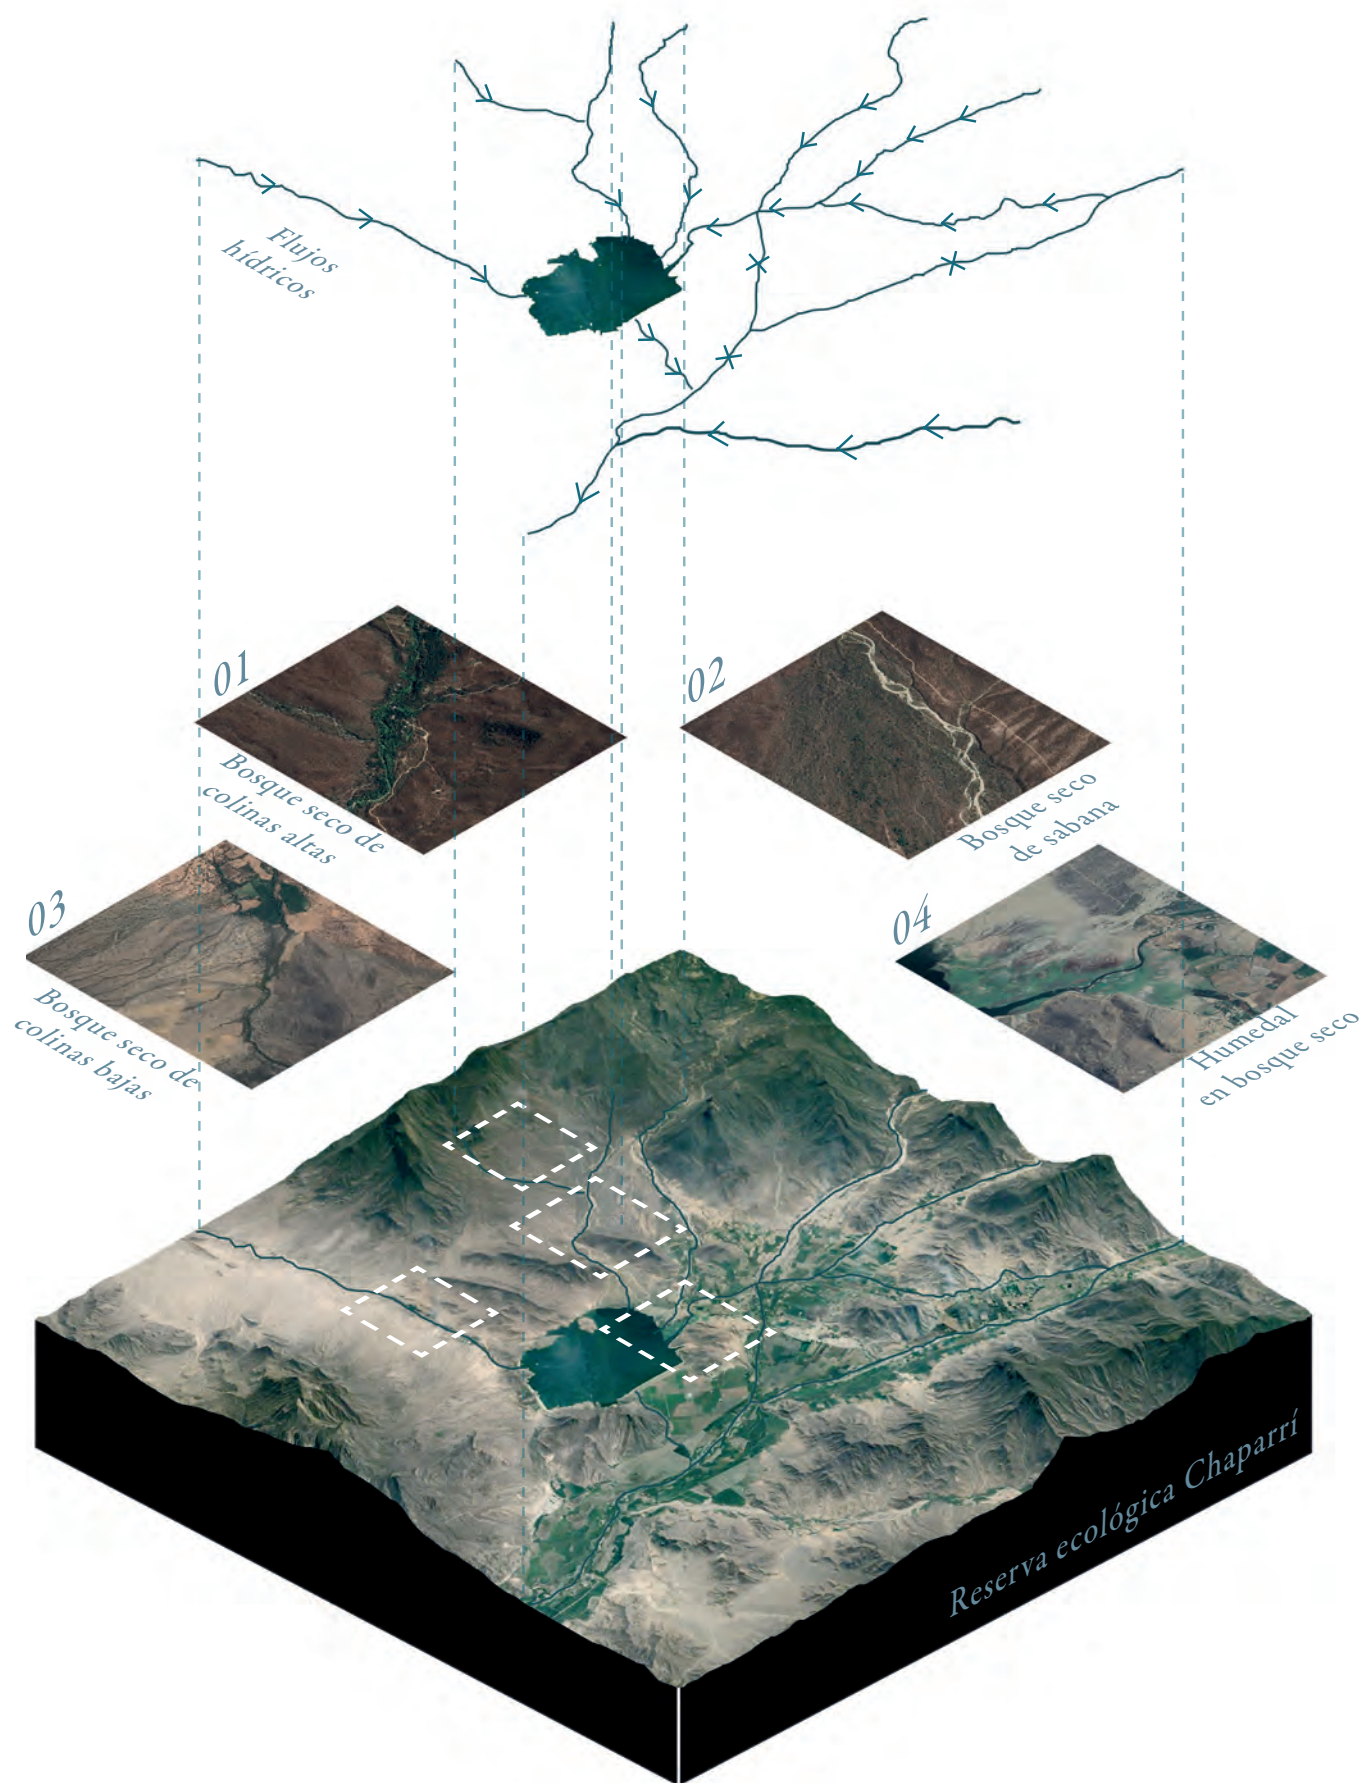 Flujos
hídricos
01
Bosque seco de
colinas altas
02
Bosque seco
de sabana
03
Bosque seco de
colinas bajas
04
Humedal
en bosque seco
Reserva ecológica Chaparrí